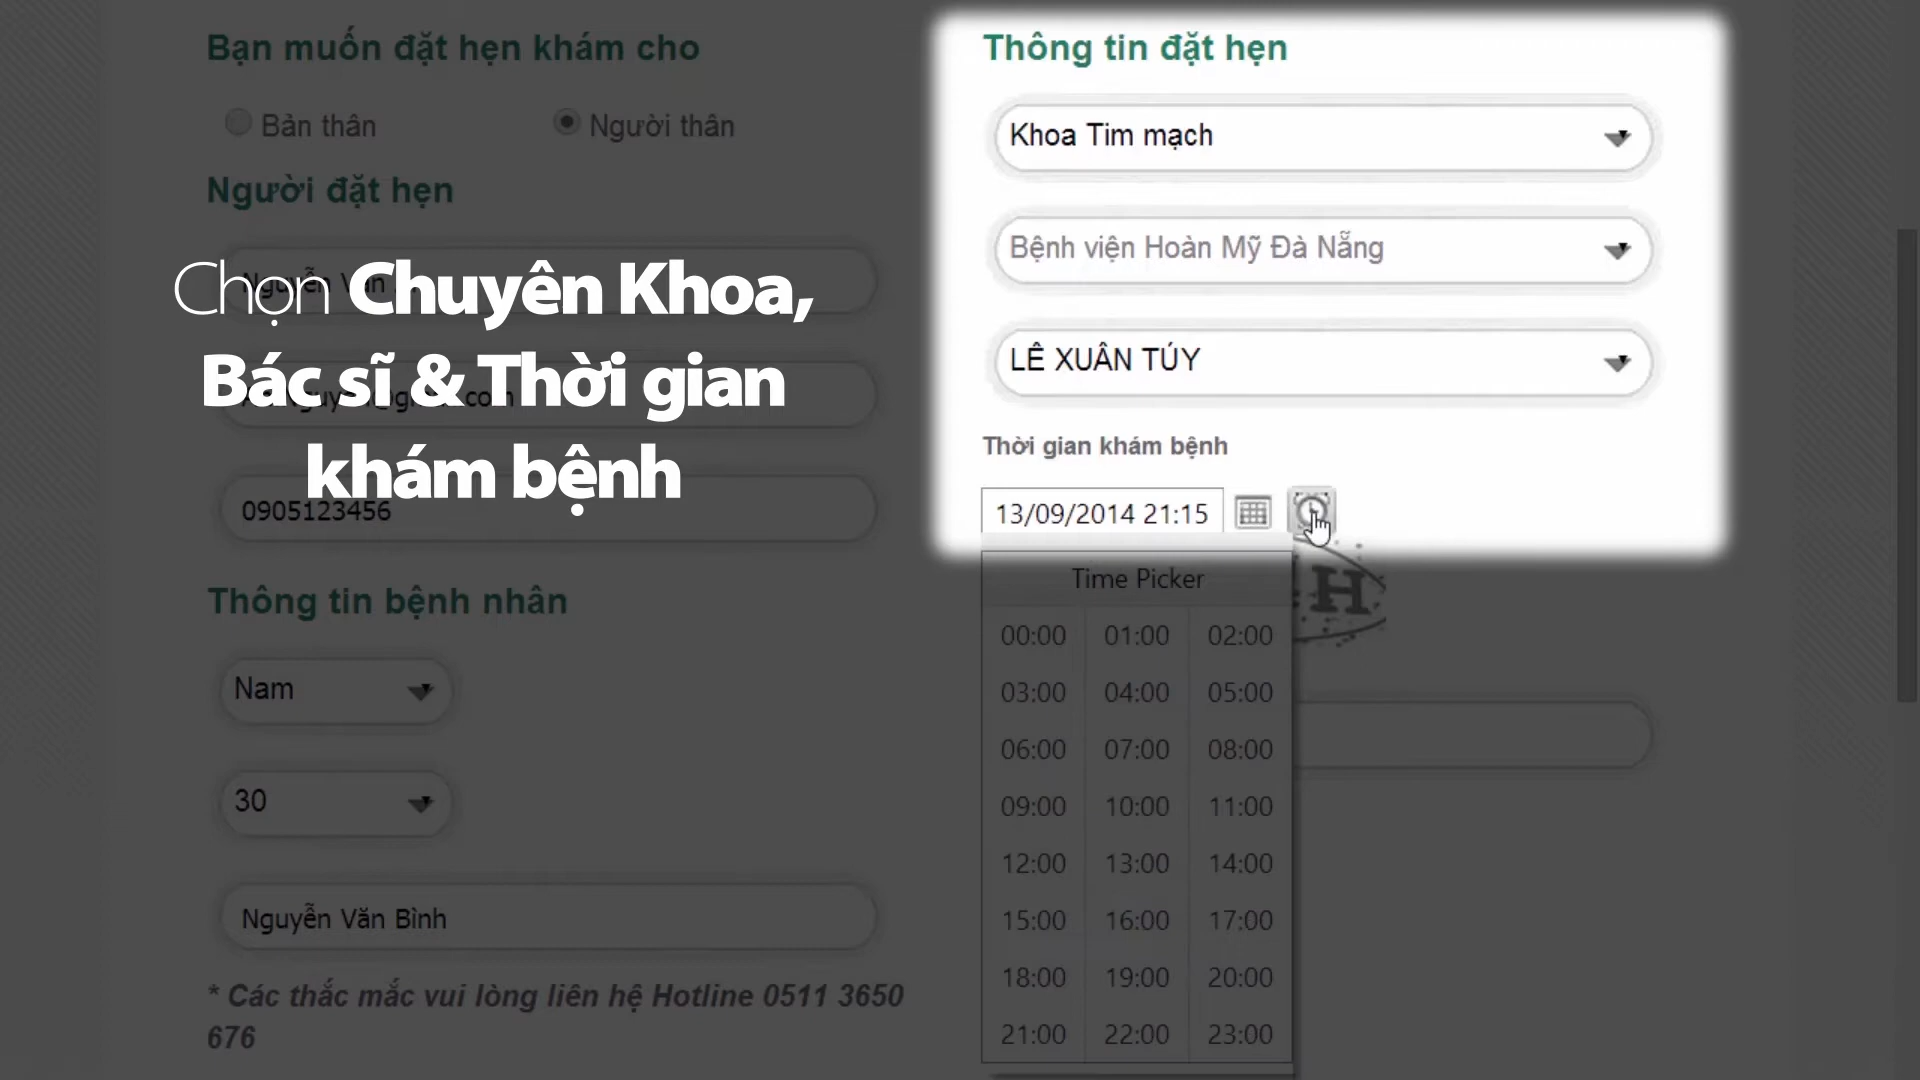 Bạn muốn đặt hẹn khám cho
Bản thân
Người thân
Người đặt hẹn
Chọn Chuyên Khoa,
Bác sĩ & Thời gian
khám bệnh
0905123456
Thông tin bệnh nhân
Nam
30
Nguyễn Văn Bình
* Các thắc mắc vui lòng liên hệ Hotline 0511 3650
676
Thông tin đặt hẹn
Khoa Tim mạch
Bệnh viện Hoàn Mỹ Đà Nẵng
LÊ XUÂN TÚY
Thời gian khám bệnh
13/09/2014 21:15
Time Picker
00:00 01:00 02:00
03:00 04:00 05:00
06:00 07:00 08:00
09:00 10:00 11:00
12:00 13:00 14:00
15:00 16:00 17:00
18:00 19:00 20:00
21:00 22:00 23:00
H